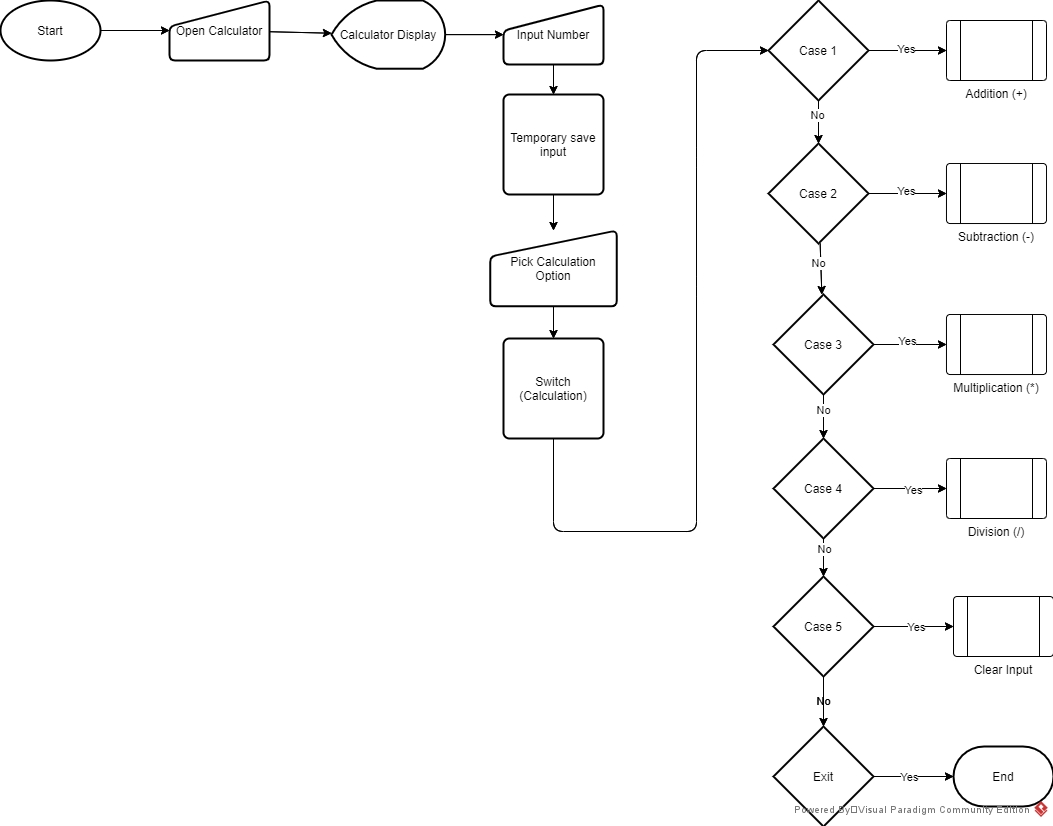 Start
Open Calculator
Calculator Display
Input Number
Temporary save
input
Pick Calculation
Option
Switch
(Calculation)
Case 1
Yes
Addition (+)
No
Case 2
Yes
Subtraction (-)
No
Case 3
Yes
Multiplication (*)
No
Case 4
Yes
Division (/)
No
Case 5
Yes
Clear Input
No
Exit
Yes
End
Powered By Visual Paradigm Community Edition